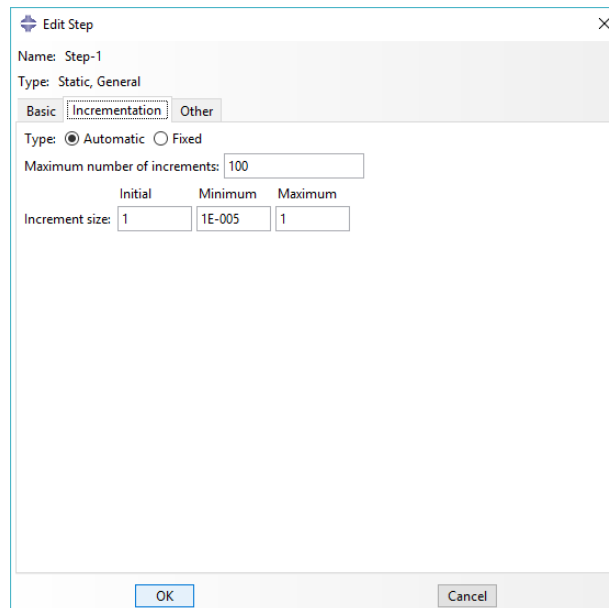 Edit Step
Name: Step-1
Type: Static, General
Basic Incrementation Other
Type: Automatic Fixed
Maximum number of increments: 100
Initial Minimum Maximum
Increment size: 1 1E-005 1
OK Cancel